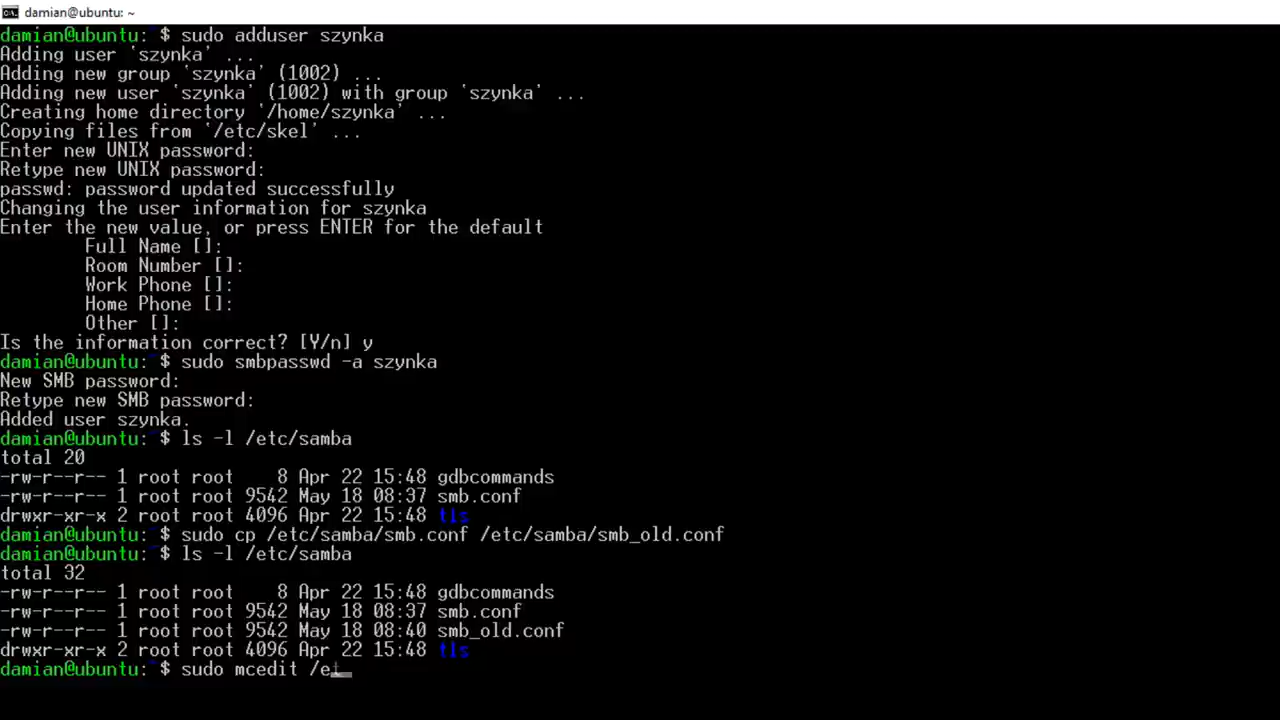 damian@ubuntu: ~
damian@ubuntu:~$ sudo adduser szynka
Adding user `szynka' ...
Adding new group `szynka' (1002) ...
Adding new user `szynka' (1002) with group `szynka' ...
Creating home directory `/home/szynka' ...
Copying files from `/etc/skel' ...
Enter new UNIX password:
Retype new UNIX password:
passwd: password updated successfully
Changing the user information for szynka
Enter the new value, or press ENTER for the default
        Full Name []:
        Room Number []:
        Work Phone []:
        Home Phone []:
        Other []:
Is the information correct? [Y/n] y
damian@ubuntu:~$ sudo smbpasswd -a szynka
New SMB password:
Retype new SMB password:
Added user szynka.
damian@ubuntu:~$ ls -l /etc/samba
total 20
-rw-r--r-- 1 root root    8 Apr 22 15:48 gdbcommands
-rw-r--r-- 1 root root 9542 May 18 08:37 smb.conf
drwxr-xr-x 2 root root 4096 Apr 22 15:48 tls
damian@ubuntu:~$ sudo cp /etc/samba/smb.conf /etc/samba/smb_old.conf
damian@ubuntu:~$ ls -l /etc/samba
total 32
-rw-r--r-- 1 root root    8 Apr 22 15:48 gdbcommands
-rw-r--r-- 1 root root 9542 May 18 08:37 smb.conf
-rw-r--r-- 1 root root 9542 May 18 08:40 smb_old.conf
drwxr-xr-x 2 root root 4096 Apr 22 15:48 tls
damian@ubuntu:~$ sudo mcedit /et